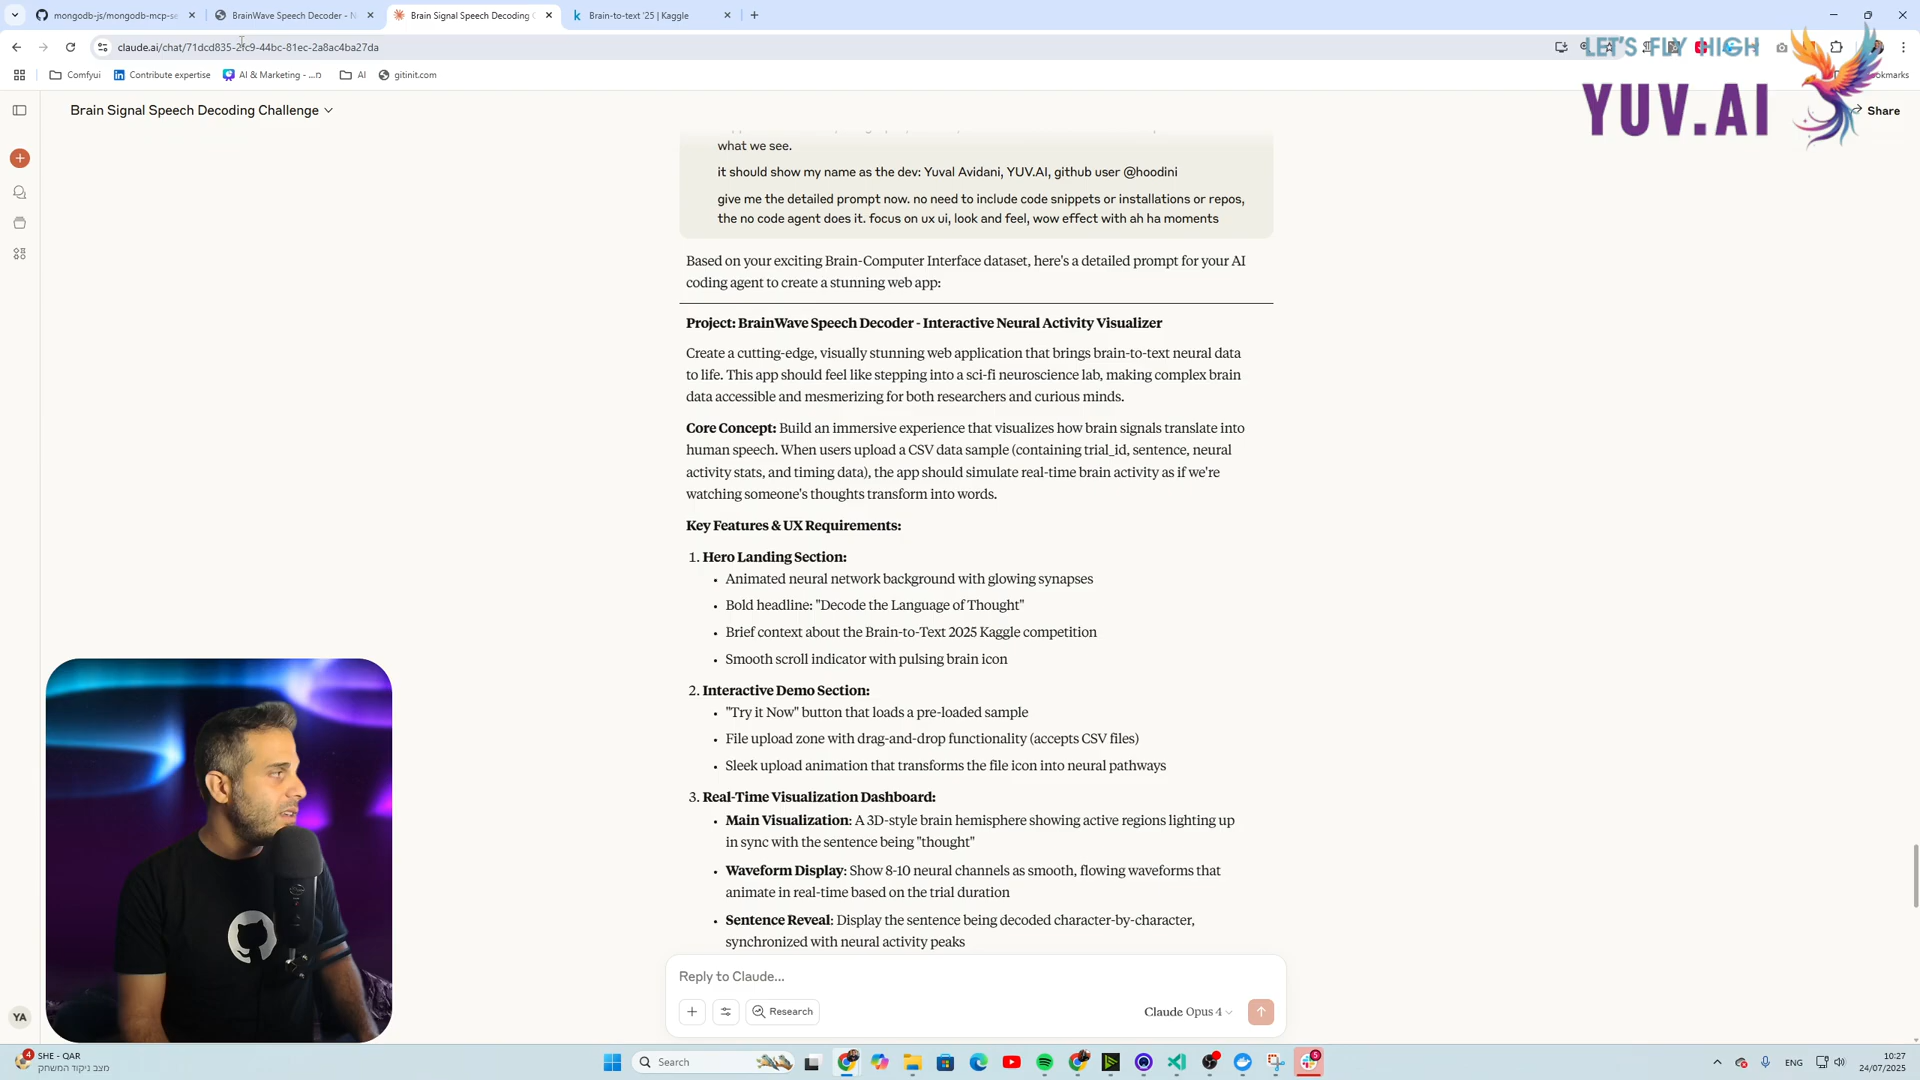 mongodb-js/mongodb-mcp-se
BrainWave Speech Decoder - N
Brain Signal Speech Decoding C
Brain-to-text '25 | Kaggle
claude.ai/chat/71dcd835-2fc9-44bc-81ec-2a8ac4ba27da
Comfyui
Contribute expertise
AI & Marketing - ...מ
AI
gitinit.com
LET'S FLY HIGH
YUV.AI
Brain Signal Speech Decoding Challenge
Share
what we see.
it should show my name as the dev: Yuval Avidani, YUV.AI, github user @hoodini
give me the detailed prompt now. no need to include code snippets or installations or repos,
the no code agent does it. focus on ux ui, look and feel, wow effect with ah ha moments
Based on your exciting Brain-Computer Interface dataset, here's a detailed prompt for your AI
coding agent to create a stunning web app:
Project: BrainWave Speech Decoder - Interactive Neural Activity Visualizer
Create a cutting-edge, visually stunning web application that brings brain-to-text neural data
to life. This app should feel like stepping into a sci-fi neuroscience lab, making complex brain
data accessible and mesmerizing for both researchers and curious minds.
Core Concept: Build an immersive experience that visualizes how brain signals translate into
human speech. When users upload a CSV data sample (containing trial_id, sentence, neural
activity stats, and timing data), the app should simulate real-time brain activity as if we're
watching someone's thoughts transform into words.
Key Features & UX Requirements:
1. Hero Landing Section:
• Animated neural network background with glowing synapses
• Bold headline: "Decode the Language of Thought"
• Brief context about the Brain-to-Text 2025 Kaggle competition
• Smooth scroll indicator with pulsing brain icon
2. Interactive Demo Section:
• "Try it Now" button that loads a pre-loaded sample
• File upload zone with drag-and-drop functionality (accepts CSV files)
• Sleek upload animation that transforms the file icon into neural pathways
3. Real-Time Visualization Dashboard:
• Main Visualization: A 3D-style brain hemisphere showing active regions lighting up
in sync with the sentence being "thought"
• Waveform Display: Show 8-10 neural channels as smooth, flowing waveforms that
animate in real-time based on the trial duration
• Sentence Reveal: Display the sentence being decoded character-by-character,
synchronized with neural activity peaks
Reply to Claude...
Research
Claude Opus 4
YA
4
SHE - QAR
מצב ניקוד המשחק
Search
5
ENG
10:27
24/07/2025